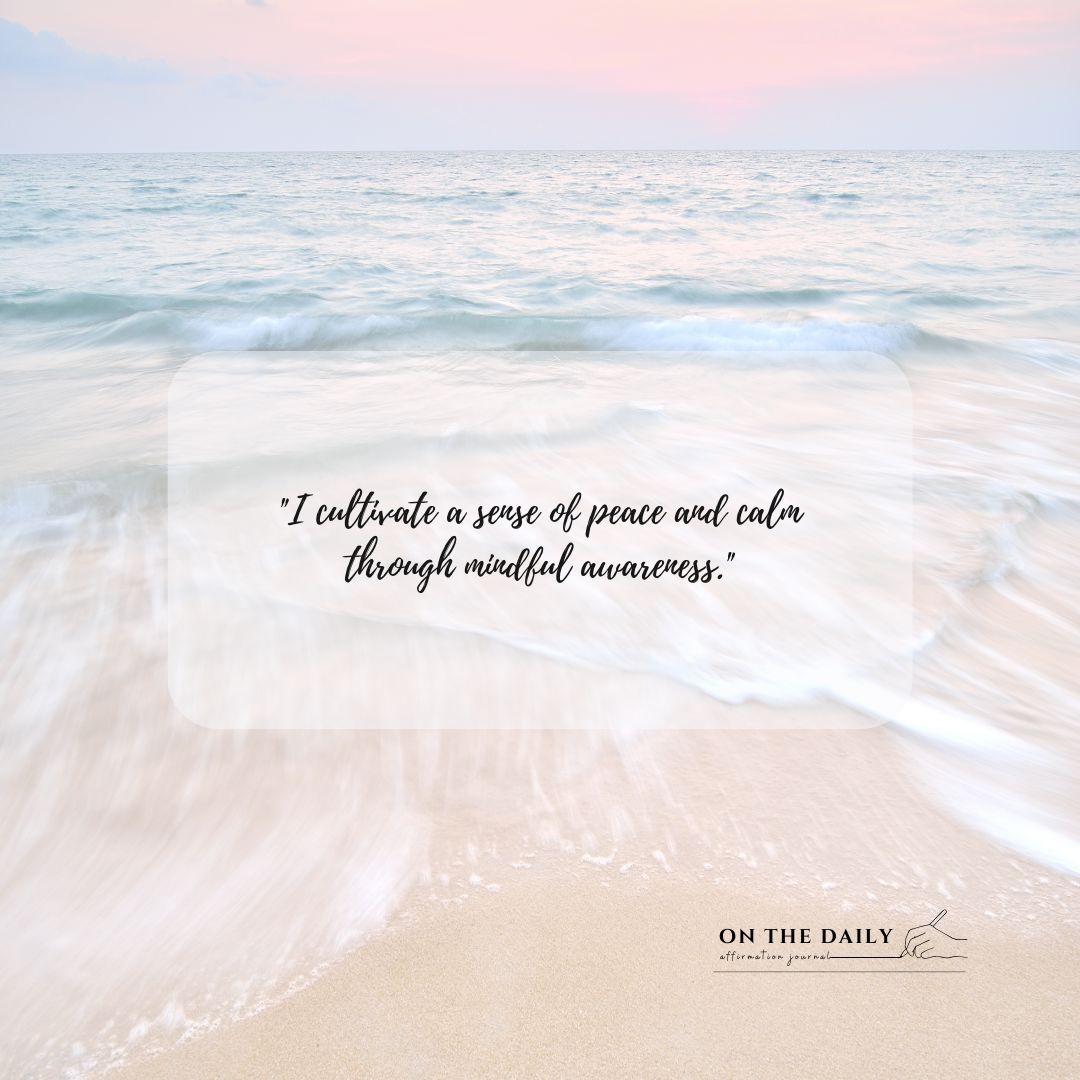 "I cultivate a sense of peace and calm
through mindful awareness."
ON THE DAILY
affirmation journal